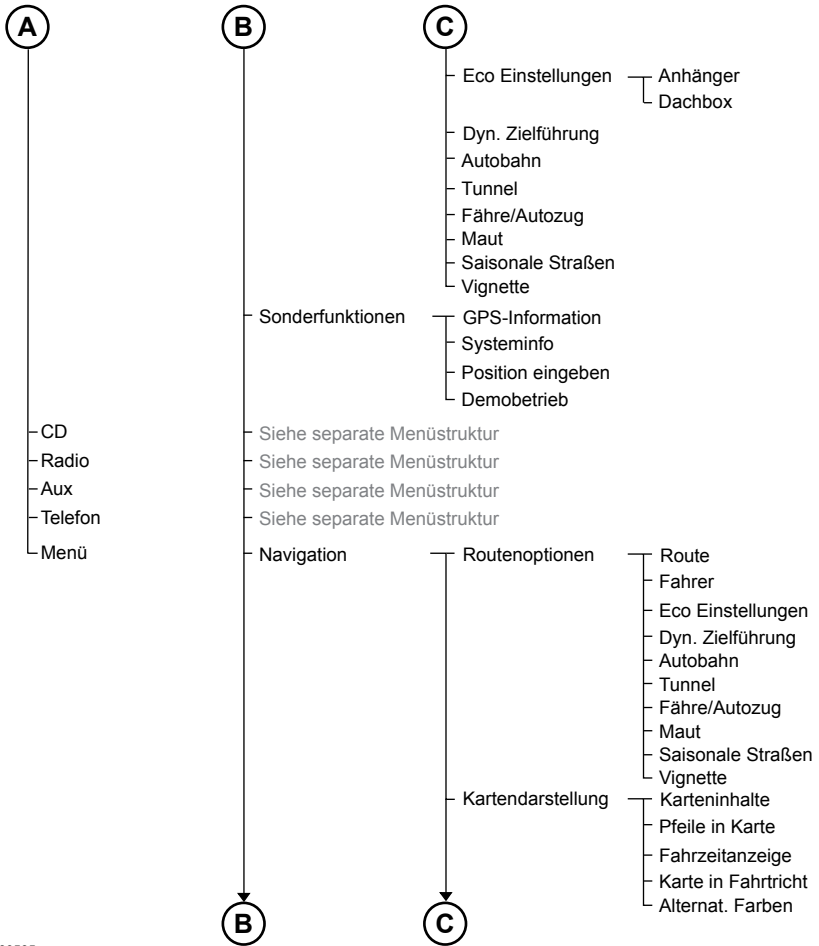 A B C
Eco Einstellungen Anhänger
Dachbox
Dyn. Zielführung
Autobahn
Tunnel
Fähre/Autozug
Maut
Saisonale Straßen
Vignette
Sonderfunktionen GPS-Information
Systeminfo
Position eingeben
Demobetrieb
CD Siehe separate Menüstruktur
Radio Siehe separate Menüstruktur
Aux Siehe separate Menüstruktur
Telefon Siehe separate Menüstruktur
Menü Navigation Routenoptionen Route
Fahrer
Eco Einstellungen
Dyn. Zielführung
Autobahn
Tunnel
Fähre/Autozug
Maut
Saisonale Straßen
Vignette
Kartendarstellung Karteninhalte
Pfeile in Karte
Fahrzeitanzeige
Karte in Fahrtricht
Alternat. Farben
B C